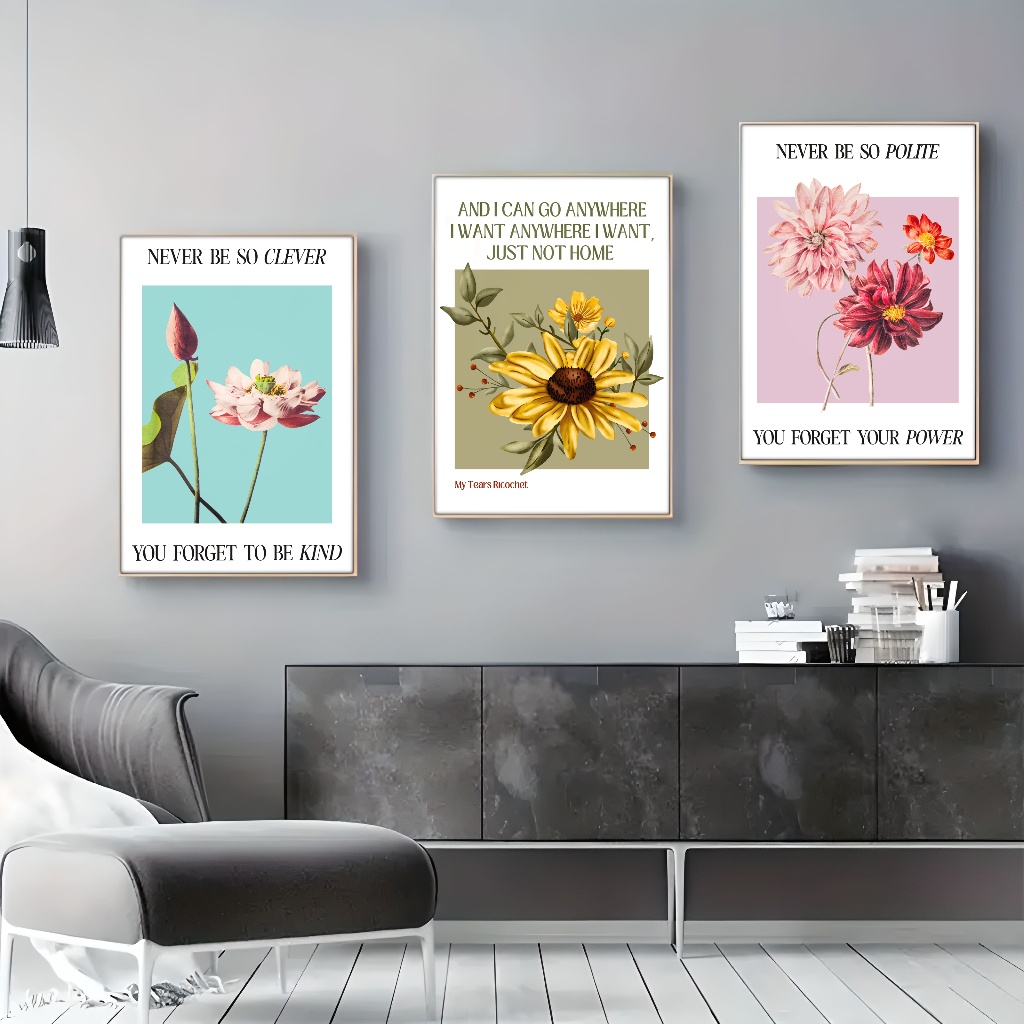 NEVER BE SO CLEVER
YOU FORGET TO BE KIND
AND I CAN GO ANYWHERE
I WANT ANYWHERE I WANT,
JUST NOT HOME
My Tears Ricochet
NEVER BE SO POLITE
YOU FORGET YOUR POWER